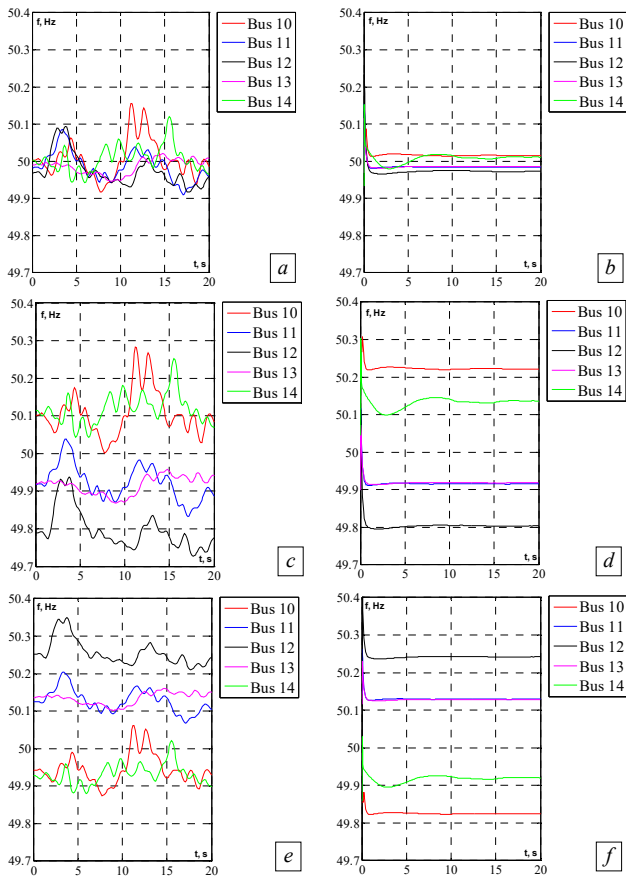 50.4 f, Hz
50.3
50.2
50.1
50
49.9
49.8
49.7
0 5 10 15 20
t, s
Bus 10
Bus 11
Bus 12
Bus 13
Bus 14
a
50.4 f, Hz
50.3
50.2
50.1
50
49.9
49.8
49.7
0 5 10 15 20
t, s
Bus 10
Bus 11
Bus 12
Bus 13
Bus 14
b
50.4 f, Hz
50.3
50.2
50.1
50
49.9
49.8
49.7
0 5 10 15 20
t, s
Bus 10
Bus 11
Bus 12
Bus 13
Bus 14
c
50.4 f, Hz
50.3
50.2
50.1
50
49.9
49.8
49.7
0 5 10 15 20
t, s
Bus 10
Bus 11
Bus 12
Bus 13
Bus 14
d
50.4 f, Hz
50.3
50.2
50.1
50
49.9
49.8
49.7
0 5 10 15 20
t, s
Bus 10
Bus 11
Bus 12
Bus 13
Bus 14
e
50.4 f, Hz
50.3
50.2
50.1
50
49.9
49.8
49.7
0 5 10 15 20
t, s
Bus 10
Bus 11
Bus 12
Bus 13
Bus 14
f